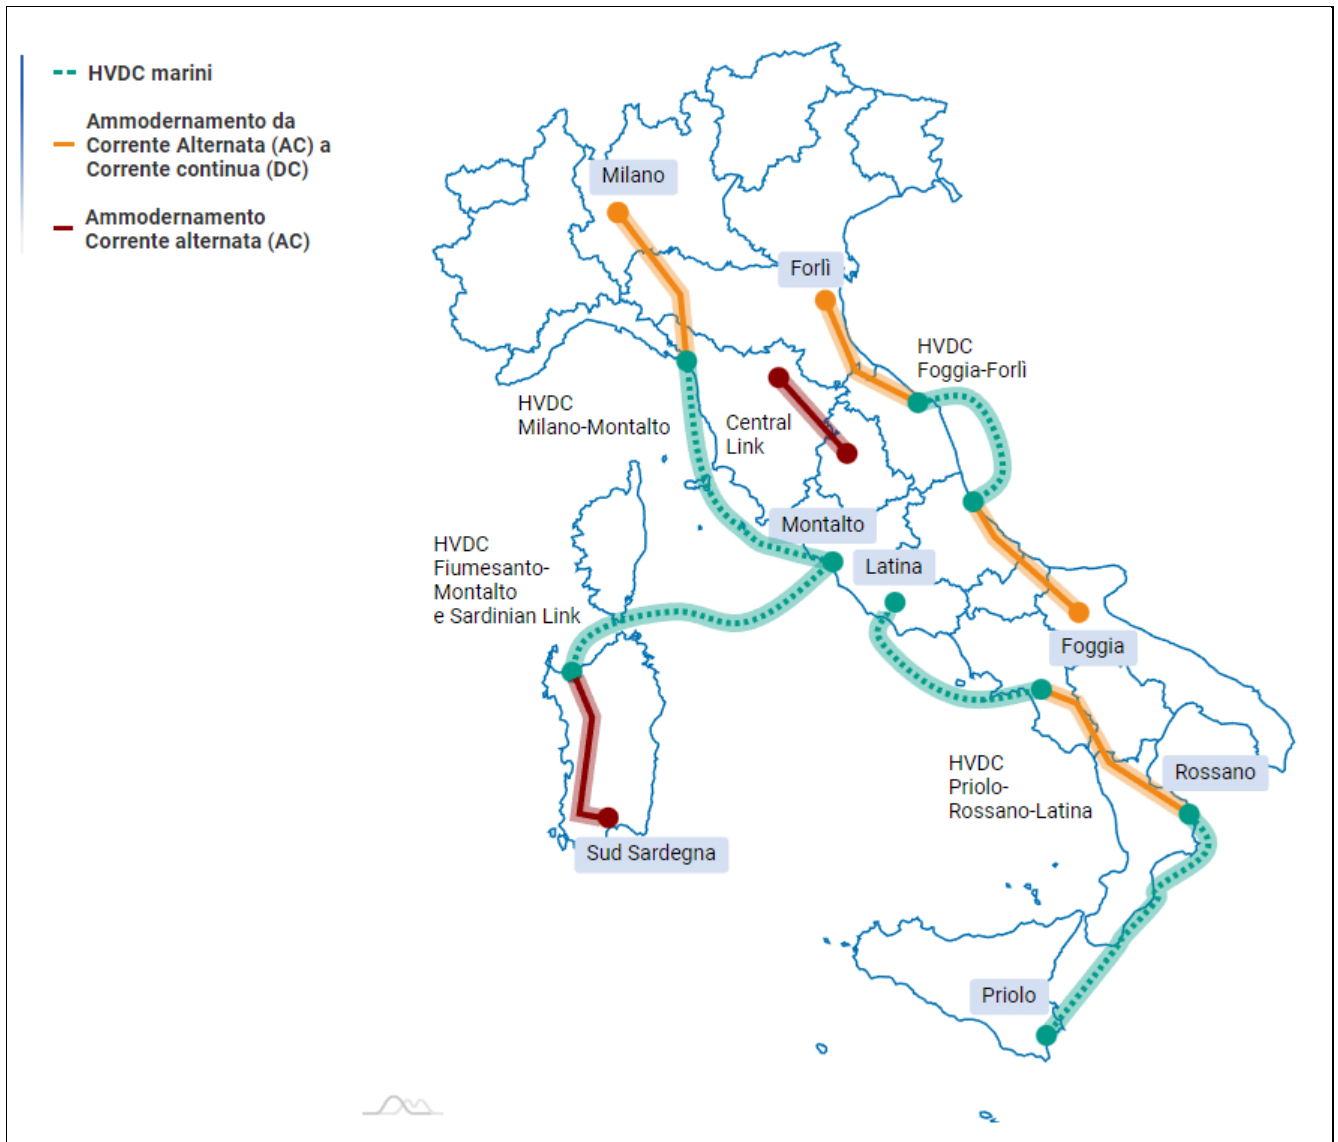 HVDC marini
Ammodernamento da
Corrente Alternata (AC) a
Corrente continua (DC)
Ammodernamento
Corrente alternata (AC)
Milano
Forlì
HVDC
Foggia-Forlì
HVDC
Milano-Montalto
Central
Link
Montalto
Latina
HVDC
Fiumesanto-
Montalto
e Sardinian Link
Foggia
HVDC
Priolo-
Rossano-Latina
Rossano
Sud Sardegna
Priolo